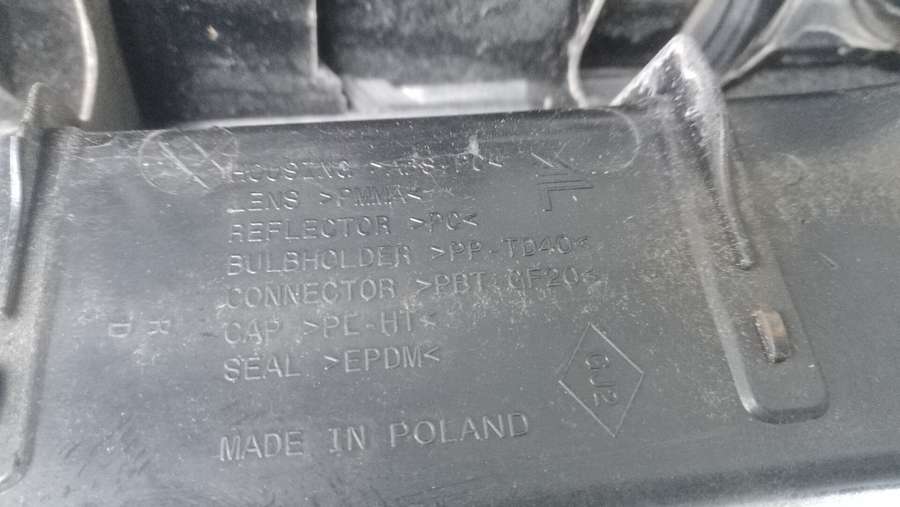 HOUSING >ABS+PC<
LENS >PMMA<
REFLECTOR >PC<
BULBHOLDER >PP-TD40<
CONNECTOR >PBT-GF20<
CAP >PE-HT<
SEAL >EPDM<
MADE IN POLAND
GJ2
R
D